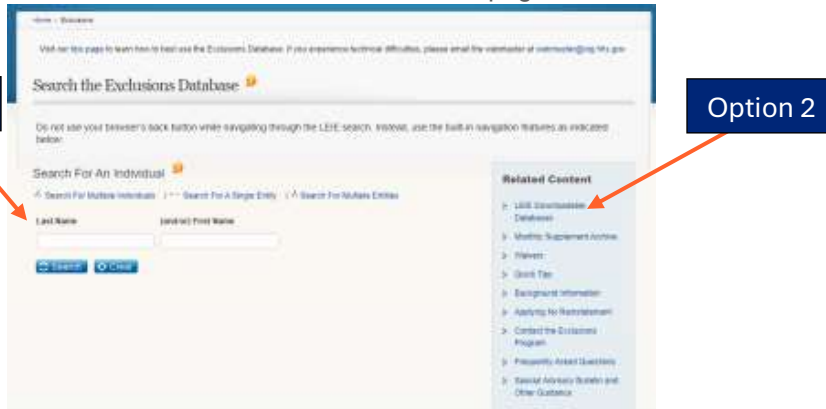 Home > Exclusions
Visit our tips page to learn how to best use the Exclusions Database. If you experience technical difficulties, please email the webmaster at webmaster@oig.hhs.gov
Search the Exclusions Database
Option 2
Do not use your browser's back button while navigating through the LEIE search. Instead, use the built-in navigation features as indicated
below:
Search For An Individual
Search For Multiple Individuals | Search For A Single Entity | Search For Multiple Entities
Last Name (and/or) First Name
Search Clear
Related Content
LEIE Downloadable
Databases
Monthly Supplement Archive
Waivers
Quick Tips
Background Information
Applying for Reinstatement
Contact the Exclusions
Program
Frequently Asked Questions
Special Advisory Bulletin and
Other Guidance